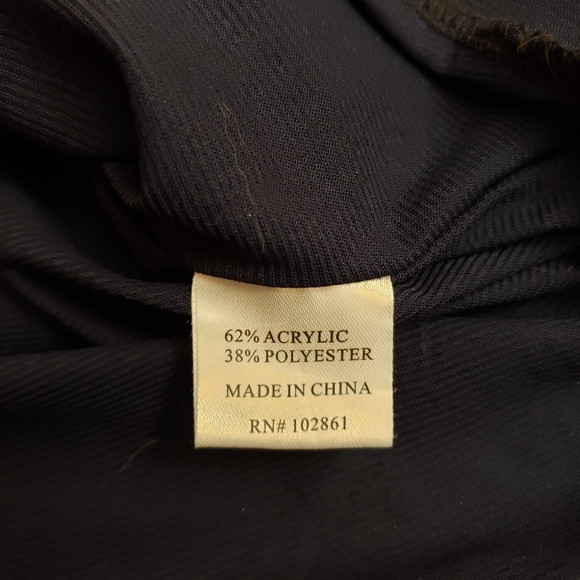 62% ACRYLIC
38% POLYESTER
MADE IN CHINA
RN# 102861